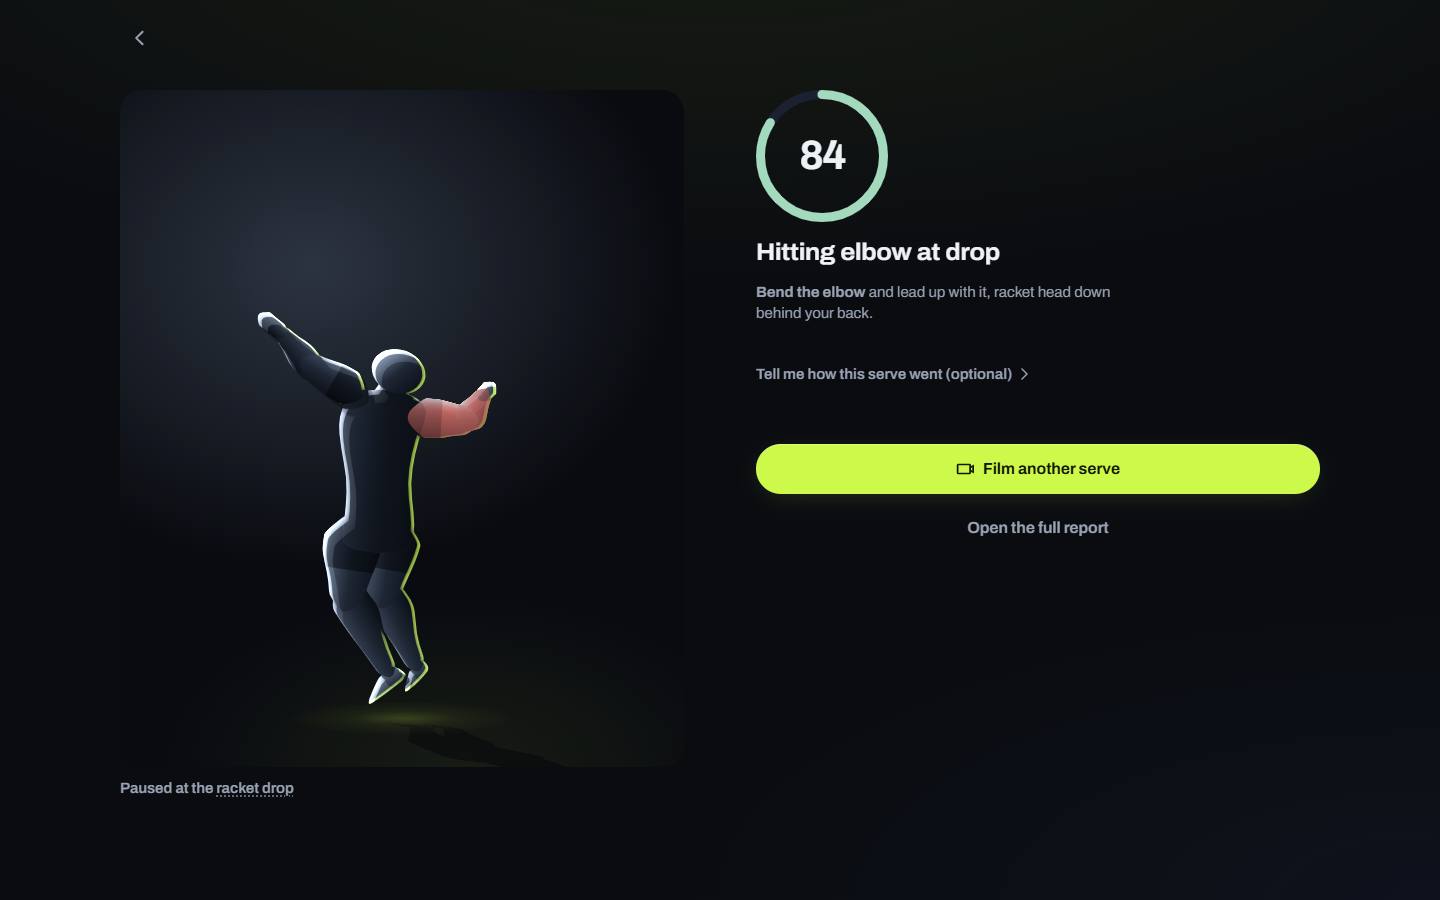 84
Hitting elbow at drop
Bend the elbow and lead up with it, racket head down
behind your back.
Tell me how this serve went (optional)
Film another serve
Open the full report
Paused at the racket drop